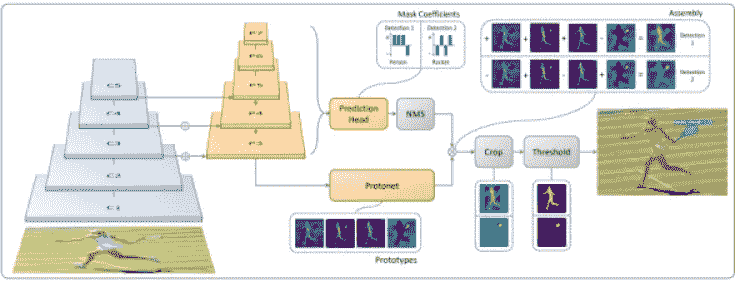 Mask Coefficients
Assembly
Detection 1
Detection 2
Person
Racket
+
+
+
+
=
Detection
1
-
+
-
+
=
Detection
2
P7
P6
P5
P4
P3
C5
C4
C3
C2
C1
Prediction
Head
NMS
Crop
Threshold
Protonet
Prototypes